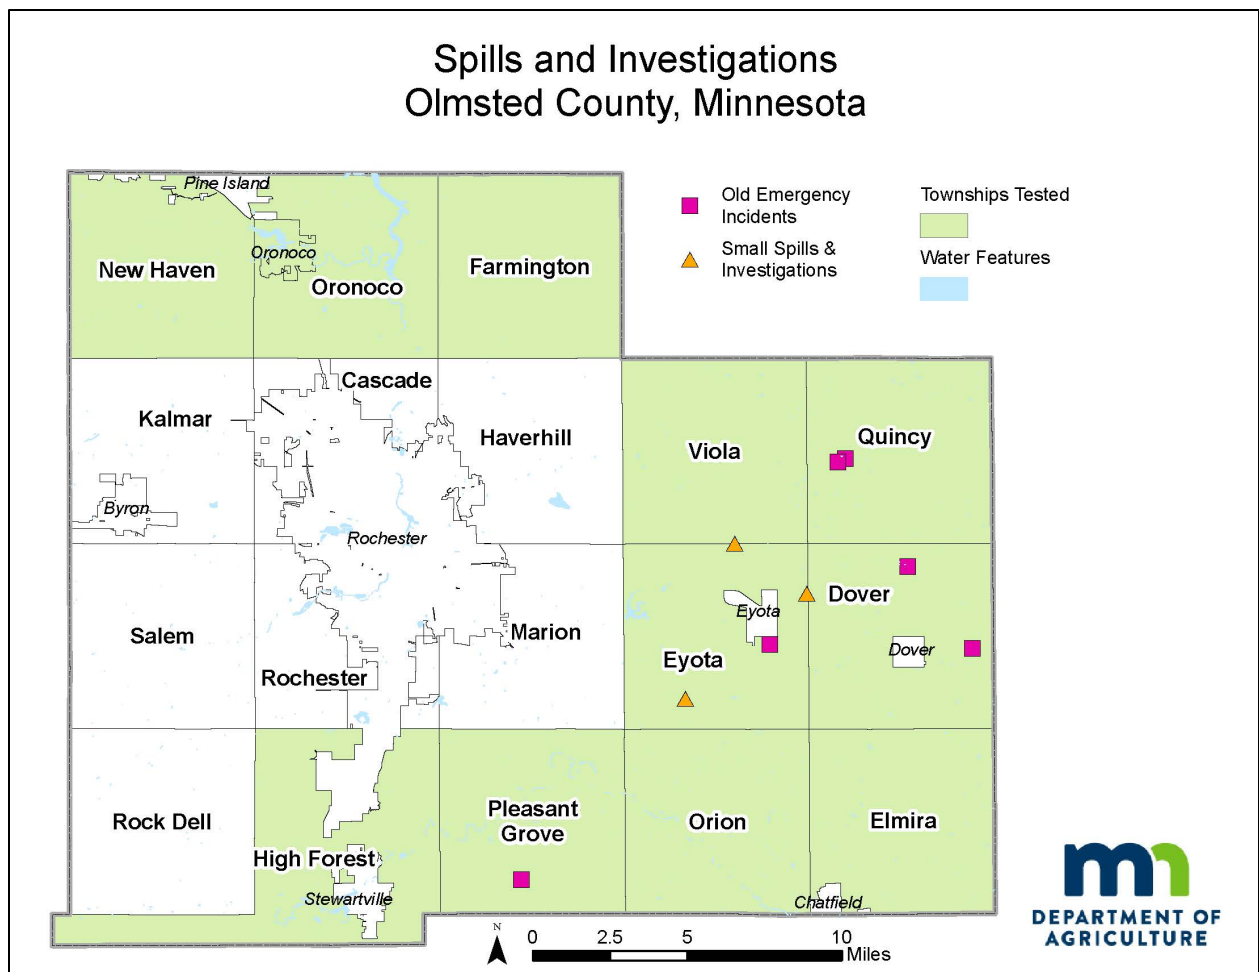 Spills and Investigations
Olmsted County, Minnesota
Old Emergency
Incidents
Small Spills &
Investigations
Townships Tested
Water Features
Pine Island
New Haven
Oronoco
Oronoco
Farmington
Cascade
Kalmar
Haverhill
Viola
Quincy
Byron
Rochester
Salem
Rochester
Marion
Eyota
Eyota
Dover
Dover
Rock Dell
High Forest
Stewartville
Pleasant
Grove
Orion
Elmira
Chatfield
N
0 2.5 5 10
Miles
mn
DEPARTMENT OF
AGRICULTURE